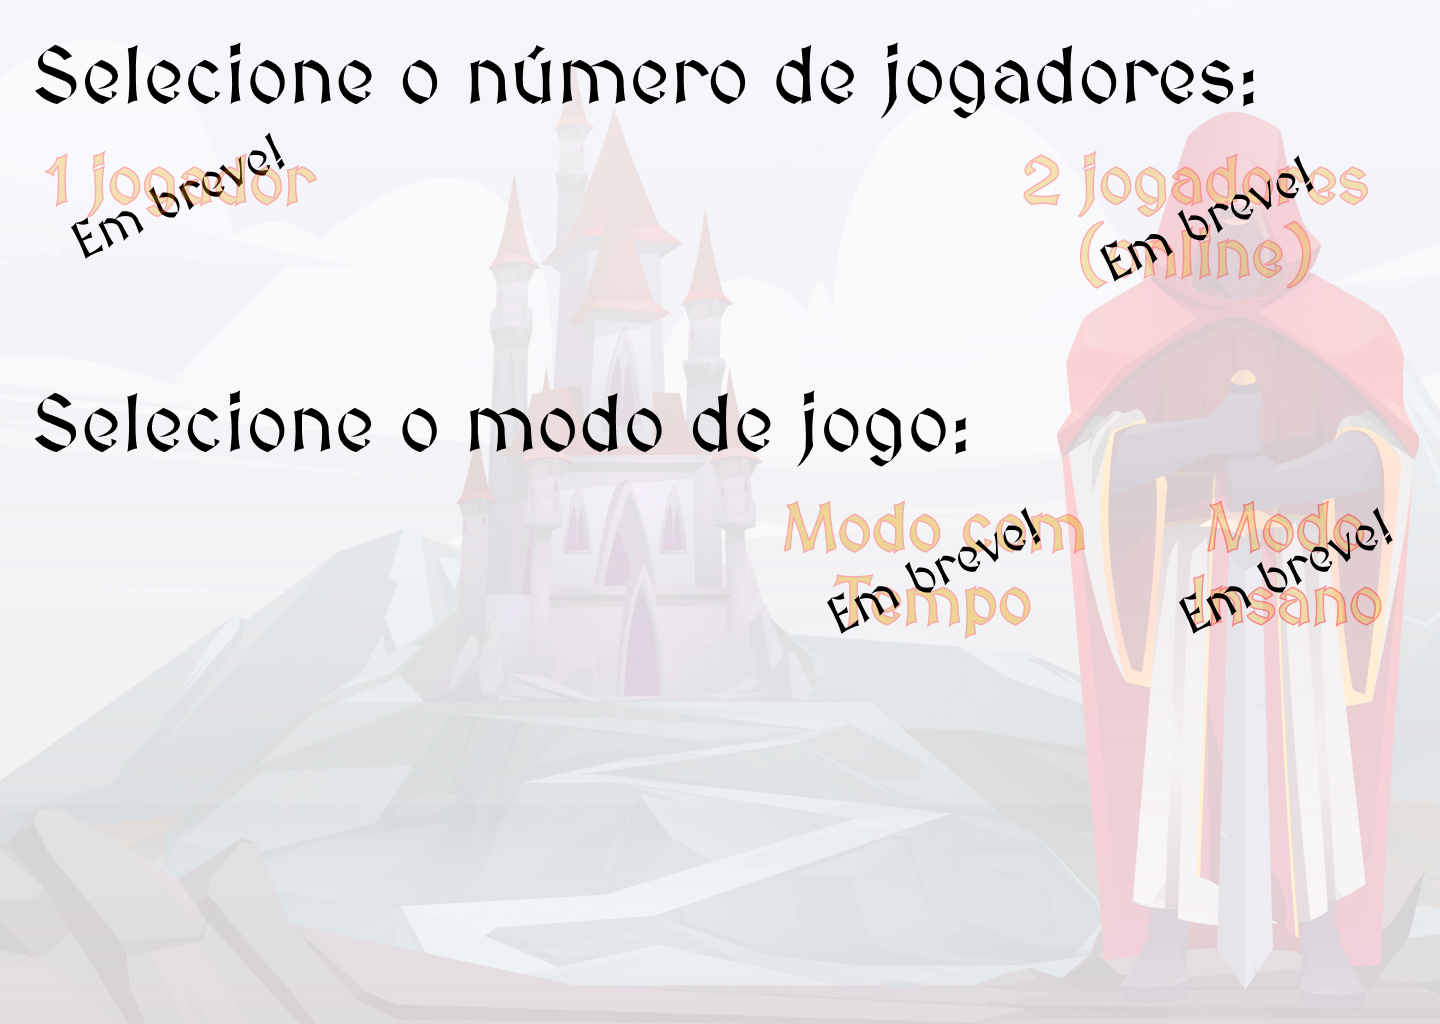 Selecione o número de jogadores:
1 jogador
Em breve!
2 jogadores
(online)
Em breve!
Selecione o modo de jogo:
Modo com
Tempo
Em breve!
Modo
Insano
Em breve!